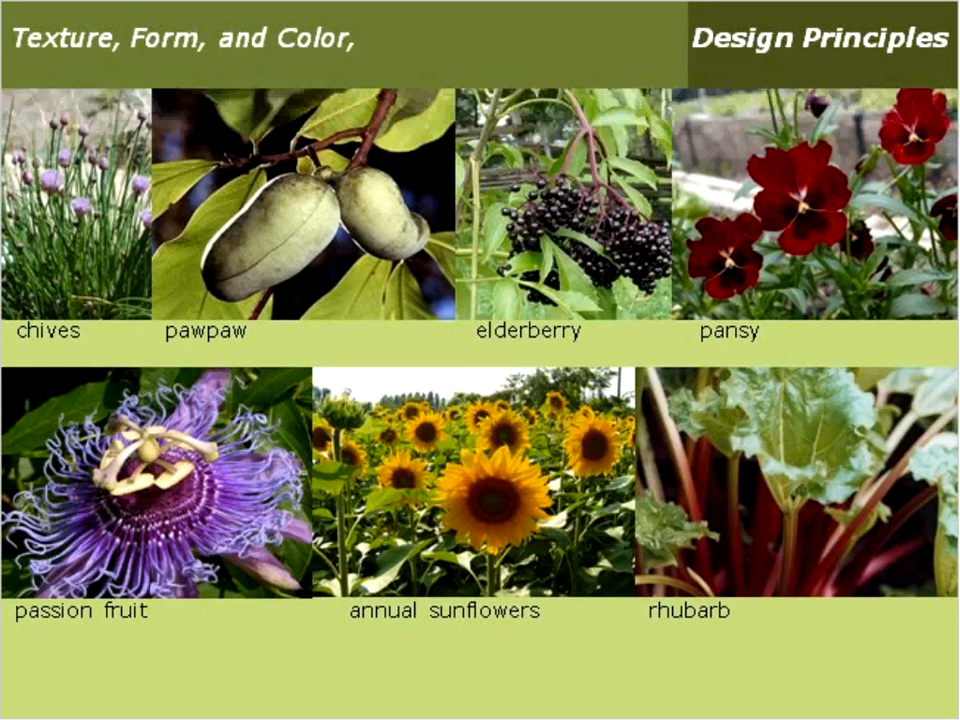 Texture, Form, and Color,
Design Principles
chives
pawpaw
elderberry
pansy
passion fruit
annual sunflowers
rhubarb